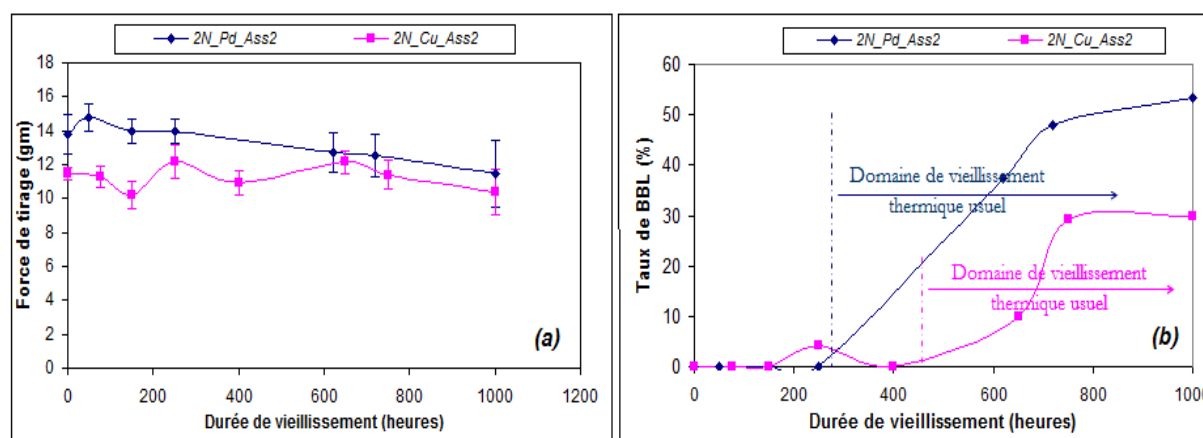 2N_Pd_Ass2 2N_Cu_Ass2
Force de tirage (gm)
18
16
14
12
10
8
6
4
2
0
0 200 400 600 800 1000 1200
Durée de vieillissement (heures)
(a)
2N_Pd_Ass2 2N_Cu_Ass2
Taux de BBL (%)
60
50
40
30
20
10
0
Domaine de vieillissement
thermique usuel
Domaine de vieillissement
thermique usuel
(b)
0 200 400 600 800 1000
Durée de vieillissement (heures)